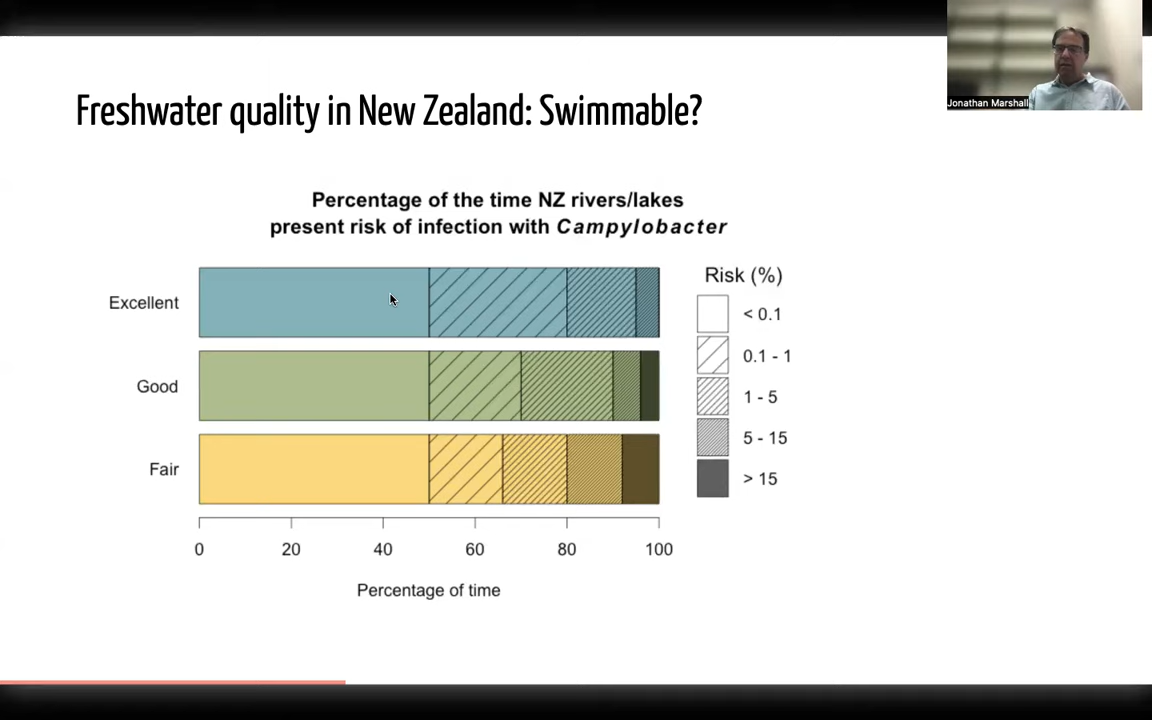 Jonathan Marshall
Freshwater quality in New Zealand: Swimmable?
Percentage of the time NZ rivers/lakes
present risk of infection with Campylobacter
Excellent
Good
Fair
0 20 40 60 80 100
Percentage of time
Risk (%)
< 0.1
0.1 - 1
1 - 5
5 - 15
> 15